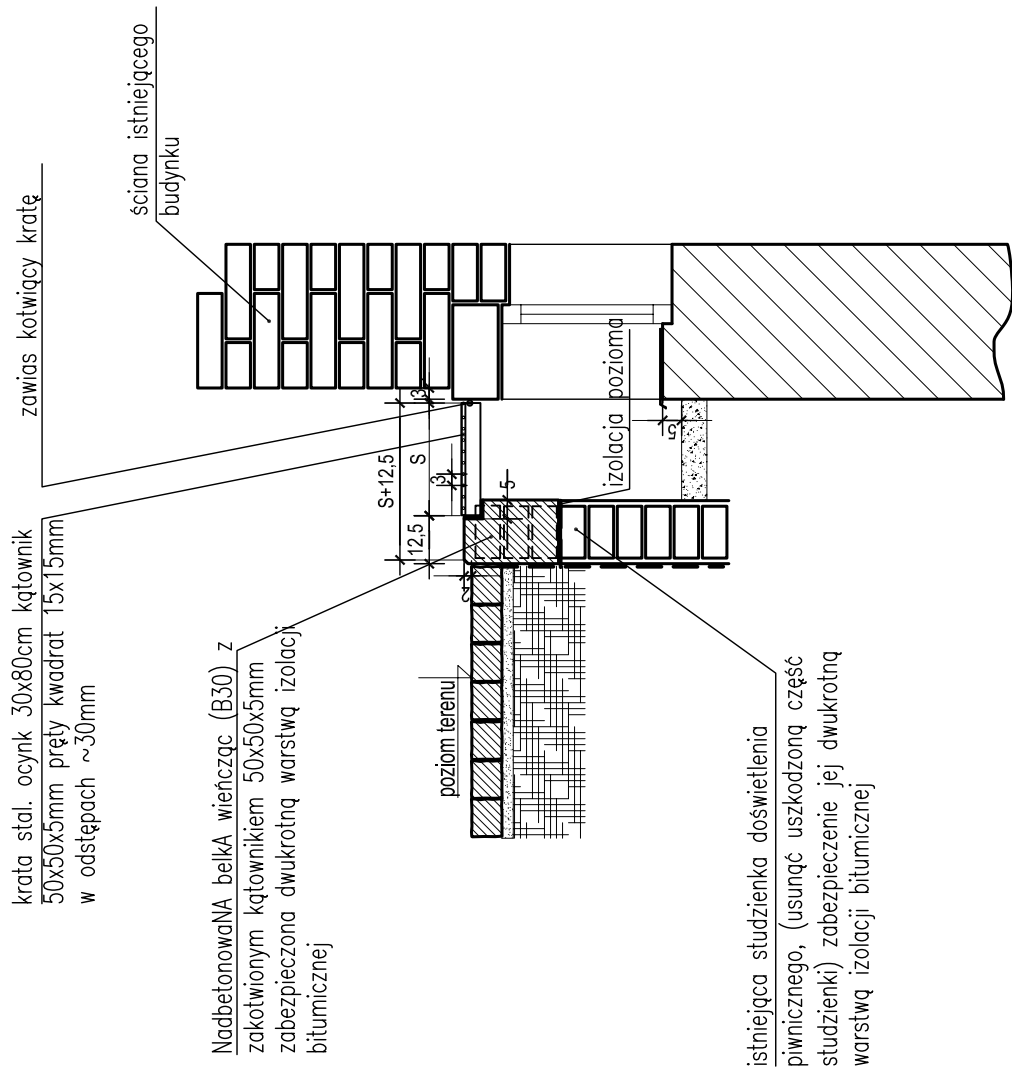 krata stal. ocynk 30x80cm kątownik
50x50x5mm pręty kwadrat 15x15mm
w odstępach ~30mm
zawias kotwiący kratę
ściana istniejącego
budynku
NadbetonowaNA belkA wieńcząc (B30) z
zakotwionym kątownikiem 50x50x5mm
zabezpieczona dwukrotną warstwą izolacji
bitumicznej
S+12,5
12,5
S
3
3
5
2
5
izolacja pozioma
poziom terenu
istniejąca studzienka doświetlenia
piwnicznego, (usunąć uszkodzoną część
studzienki) zabezpieczenie jej dwukrotną
warstwą izolacji bitumicznej